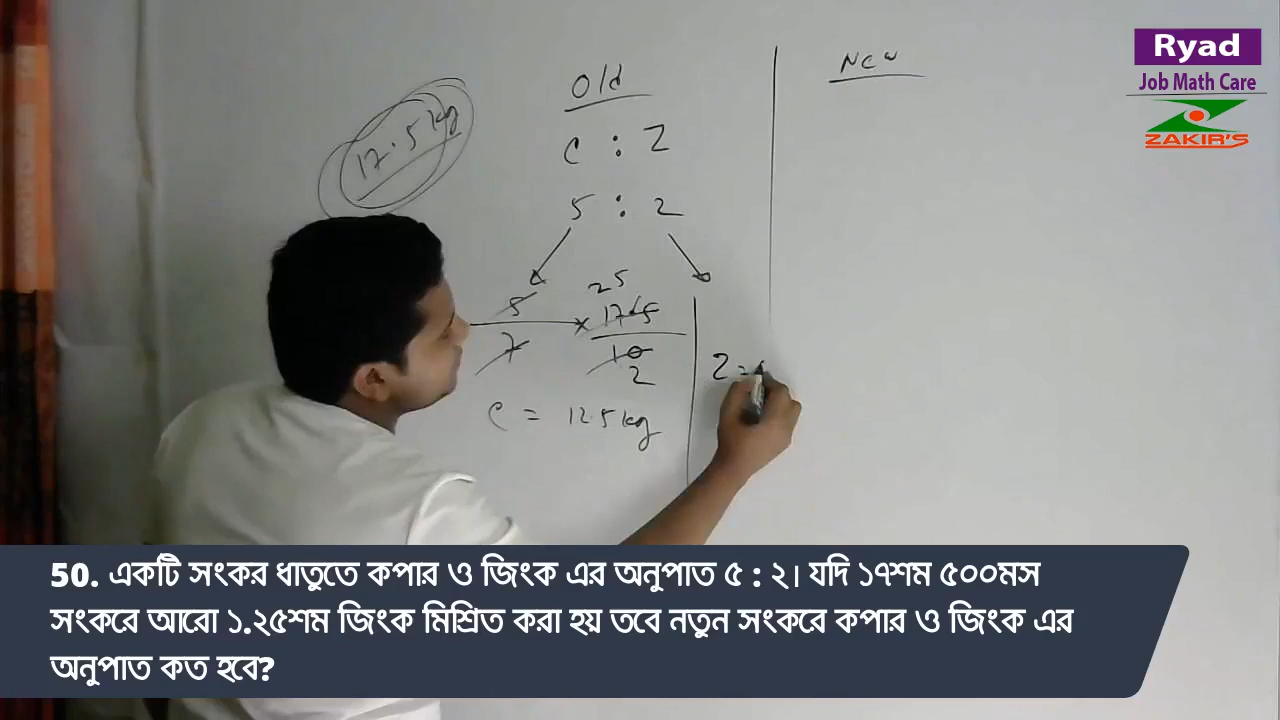 Ryad
Job Math Care
ZAKIR'S
17.5 kg
Old
New
C : Z
5 : 2
5
7
×
25
175
10
2
C = 12.5 kg
Z =
50. একটি সংকর ধাতুতে কপার ও জিংক এর অনুপাত ৫ : ২। যদি ১৭শম ৫০০মস
সংকরে আরো ১.২৫শম জিংক মিশ্রিত করা হয় তবে নতুন সংকরে কপার ও জিংক এর
অনুপাত কত হবে?